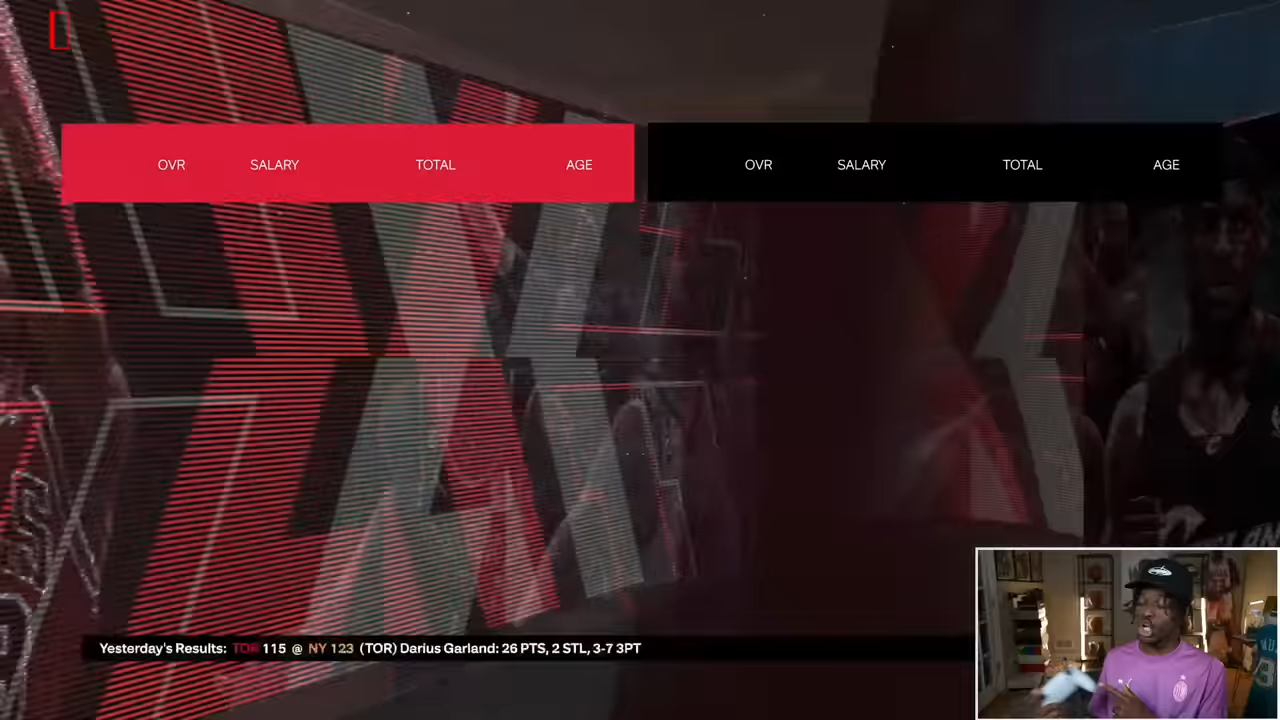 OVR SALARY TOTAL AGE
OVR SALARY TOTAL AGE
Yesterday's Results: TOR 115 @ NY 123 (TOR) Darius Garland: 26 PTS, 2 STL, 3-7 3PT